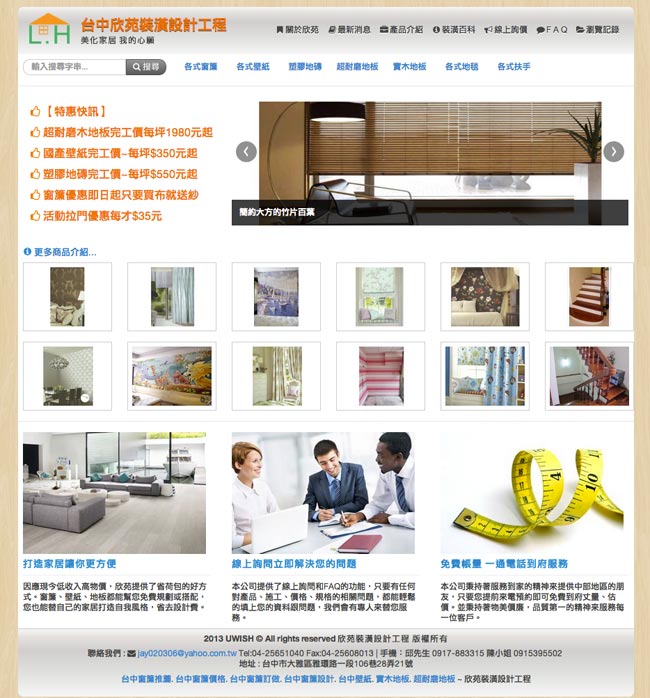 台中欣苑裝潢設計工程
美化家居 我的心願
L.H
關於欣苑 最新消息 產品介紹 裝潢百科 線上詢價 F A Q 瀏覽記錄
輸入搜尋字串... 搜尋
各式窗簾 各式壁紙 塑膠地磚 超耐磨地板 實木地板 各式地毯 各式扶手
【 特惠快訊 】
超耐磨木地板完工價每坪1980元起
國產壁紙完工價~每坪$350元起
塑膠地磚完工價~每坪$550元起
窗簾優惠即日起只要買布就送紗
活動拉門優惠每才$35元
簡約大方的竹片百葉
更多商品介紹...
打造家居讓你更方便
因應現今低收入高物價，欣苑提供了省荷包的好方
式。窗簾、壁紙、地板都能幫您免費規劃或搭配，
您也能替自己的家居打造自我風格，省去設計費。
線上詢問立即解決您的問題
本公司提供了線上詢問和FAQ的功能，只要有任何
對產品、施工、價格、規格的相關問題．都能輕鬆
的填上您的資料跟問題，我們會有專人來替您服
務。
4
10
免費帳量 一通電話到府服務
本公司秉持著服務到家的精神來提供中部地區的朋
友，只要您提前來電預約即可免費到府丈量、估
價。並秉持著物美價廉，品質第一的精神來服務每
一位客戶。
2013 UWISH © All rights reserved 欣苑裝潢設計工程 版權所有
聯絡我們 : jay020306@yahoo.com.tw Tel:04-25651040 Fax:04-25608013 | 手機：邱先生 0917-883315 陳小姐 0915395502
地址 : 台中市大雅區雅環路一段106巷28弄21號
台中窗簾推薦. 台中窗簾價格. 台中窗簾訂做. 台中窗簾設計. 台中壁紙. 實木地板. 超耐磨地板 ~ 欣苑裝潢設計工程